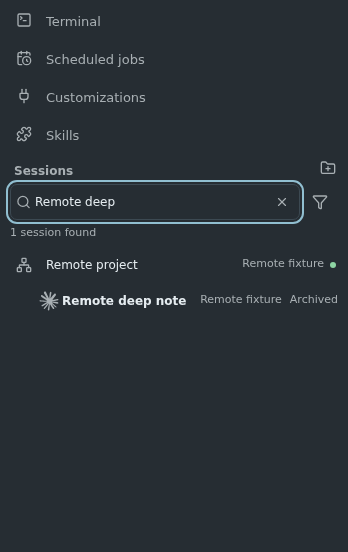 Terminal
Scheduled jobs
Customizations
Skills
Sessions
Remote deep
1 session found
Remote project Remote fixture
Remote deep note Remote fixture Archived